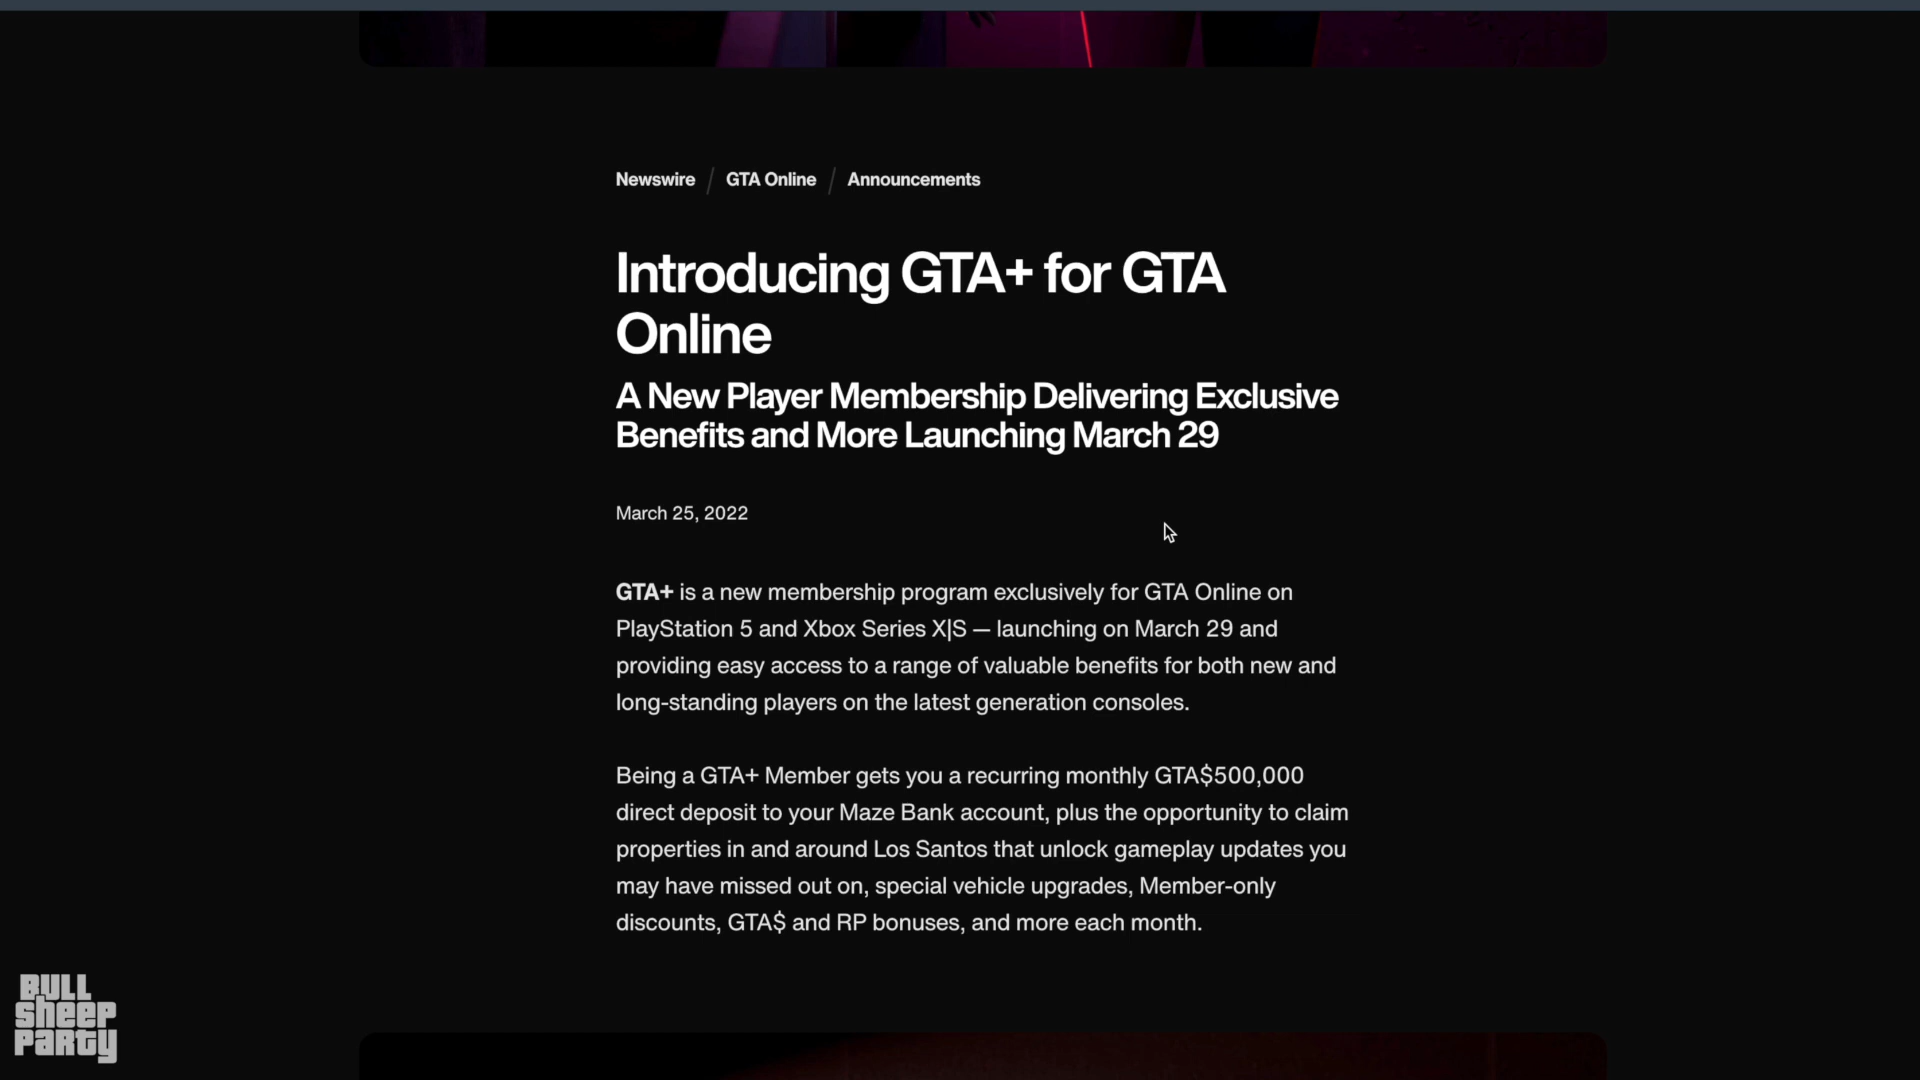 Newswire / GTA Online / Announcements
Introducing GTA+ for GTA
Online
A New Player Membership Delivering Exclusive
Benefits and More Launching March 29
March 25, 2022
GTA+ is a new membership program exclusively for GTA Online on
PlayStation 5 and Xbox Series X|S — launching on March 29 and
providing easy access to a range of valuable benefits for both new and
long-standing players on the latest generation consoles.
Being a GTA+ Member gets you a recurring monthly GTA$500,000
direct deposit to your Maze Bank account, plus the opportunity to claim
properties in and around Los Santos that unlock gameplay updates you
may have missed out on, special vehicle upgrades, Member-only
discounts, GTA$ and RP bonuses, and more each month.
BULL
sheep
PARTY